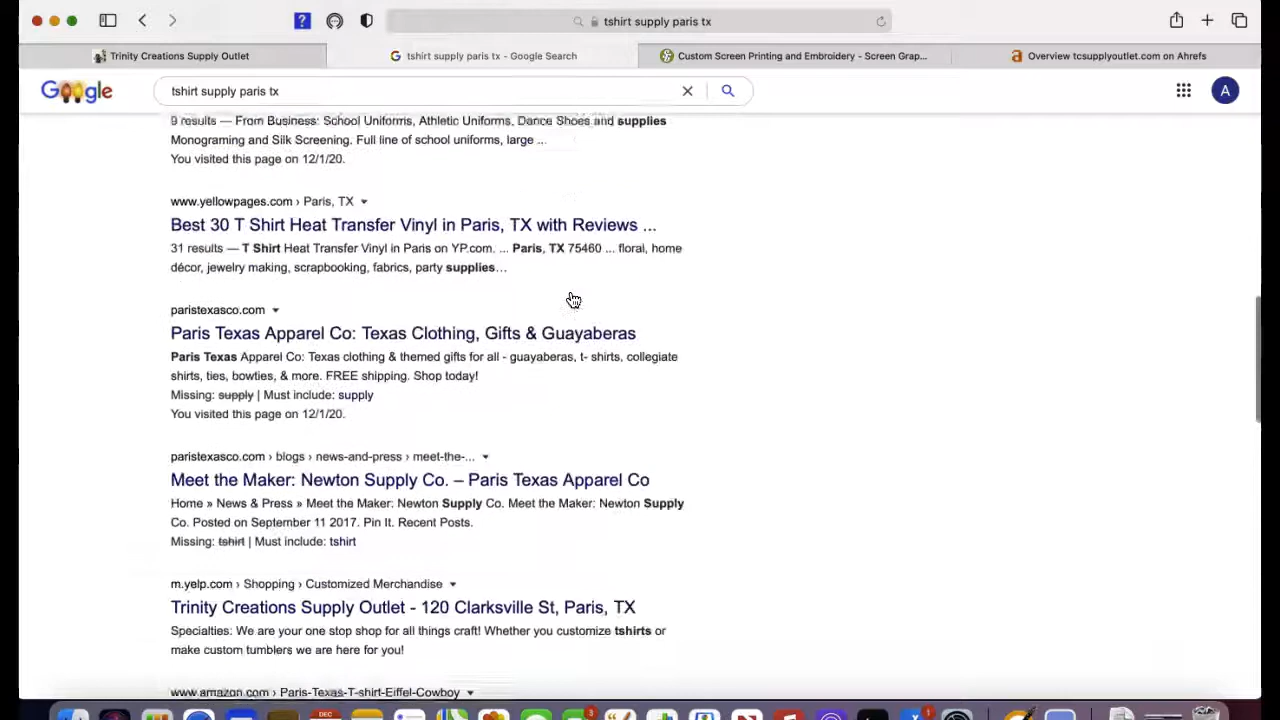 tshirt supply paris tx
Trinity Creations Supply Outlet
tshirt supply paris tx - Google Search
Custom Screen Printing and Embroidery - Screen Grap...
Overview tcsupplyoutlet.com on Ahrefs
Google
tshirt supply paris tx
A
9 results — From Business: School Uniforms, Athletic Uniforms, Dance Shoes and supplies
Monograming and Silk Screening. Full line of school uniforms, large ...
You visited this page on 12/1/20.
www.yellowpages.com › Paris, TX
Best 30 T Shirt Heat Transfer Vinyl in Paris, TX with Reviews ...
31 results — T Shirt Heat Transfer Vinyl in Paris on YP.com. ... Paris, TX 75460 ... floral, home
décor, jewelry making, scrapbooking, fabrics, party supplies...
paristexasco.com
Paris Texas Apparel Co: Texas Clothing, Gifts & Guayaberas
Paris Texas Apparel Co: Texas clothing & themed gifts for all - guayaberas, t- shirts, collegiate
shirts, ties, bowties, & more. FREE shipping. Shop today!
Missing: supply | Must include: supply
You visited this page on 12/1/20.
paristexasco.com › blogs › news-and-press › meet-the-...
Meet the Maker: Newton Supply Co. – Paris Texas Apparel Co
Home » News & Press » Meet the Maker: Newton Supply Co. Meet the Maker: Newton Supply
Co. Posted on September 11 2017. Pin It. Recent Posts.
Missing: tshirt | Must include: tshirt
m.yelp.com › Shopping › Customized Merchandise
Trinity Creations Supply Outlet - 120 Clarksville St, Paris, TX
Specialties: We are your one stop shop for all things craft! Whether you customize tshirts or
make custom tumblers we are here for you!
www.amazon.com › Paris-Texas-T-shirt-Eiffel-Cowboy
DEC
3
1